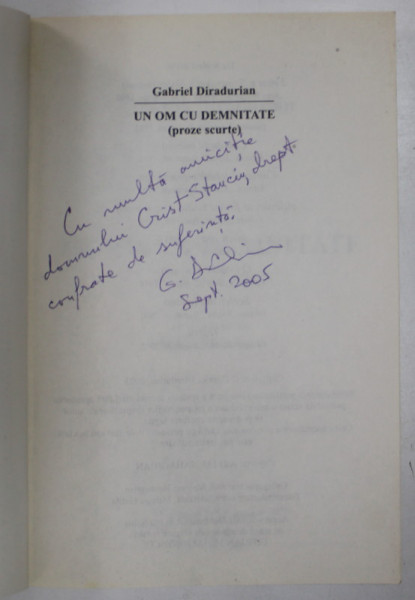 Gabriel Diradurian
UN OM CU DEMNITATE
(proze scurte)
Cu multă amiciție
domnului Crist Stanciu, drept
confrate de suferință.
G.
Sept. 2005